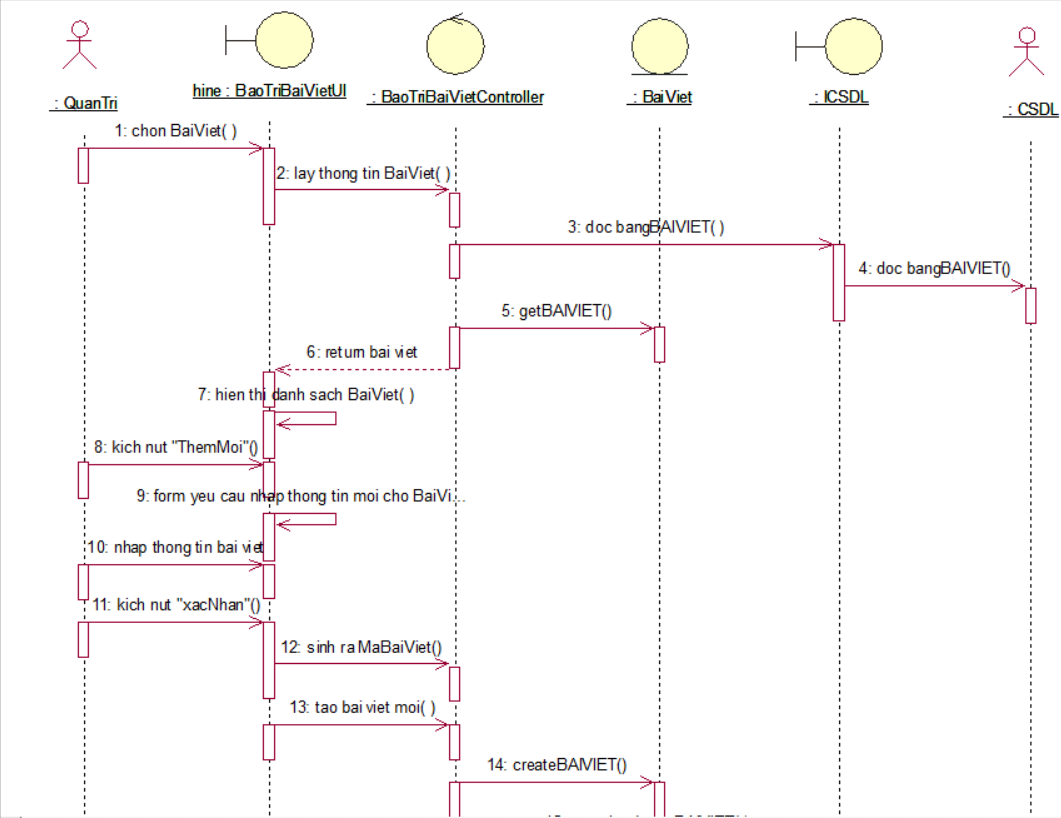 : QuanTri
hine : BaoTriBaiVietUI
: BaoTriBaiVietController
: BaiViet
: ICSDL
: CSDL
1: chon BaiViet( )
2: lay thong tin BaiViet( )
3: doc bangBAIVIET( )
4: doc bangBAIVIET()
5: getBAIVIET()
6: return bai viet
7: hien thi danh sach BaiViet( )
8: kich nut "ThemMoi"()
9: form yeu cau nhap thong tin moi cho BaiVi...
10: nhap thong tin bai viet
11: kich nut "xacNhan"()
12: sinh ra MaBaiViet()
13: tao bai viet moi( )
14: createBAIVIET()